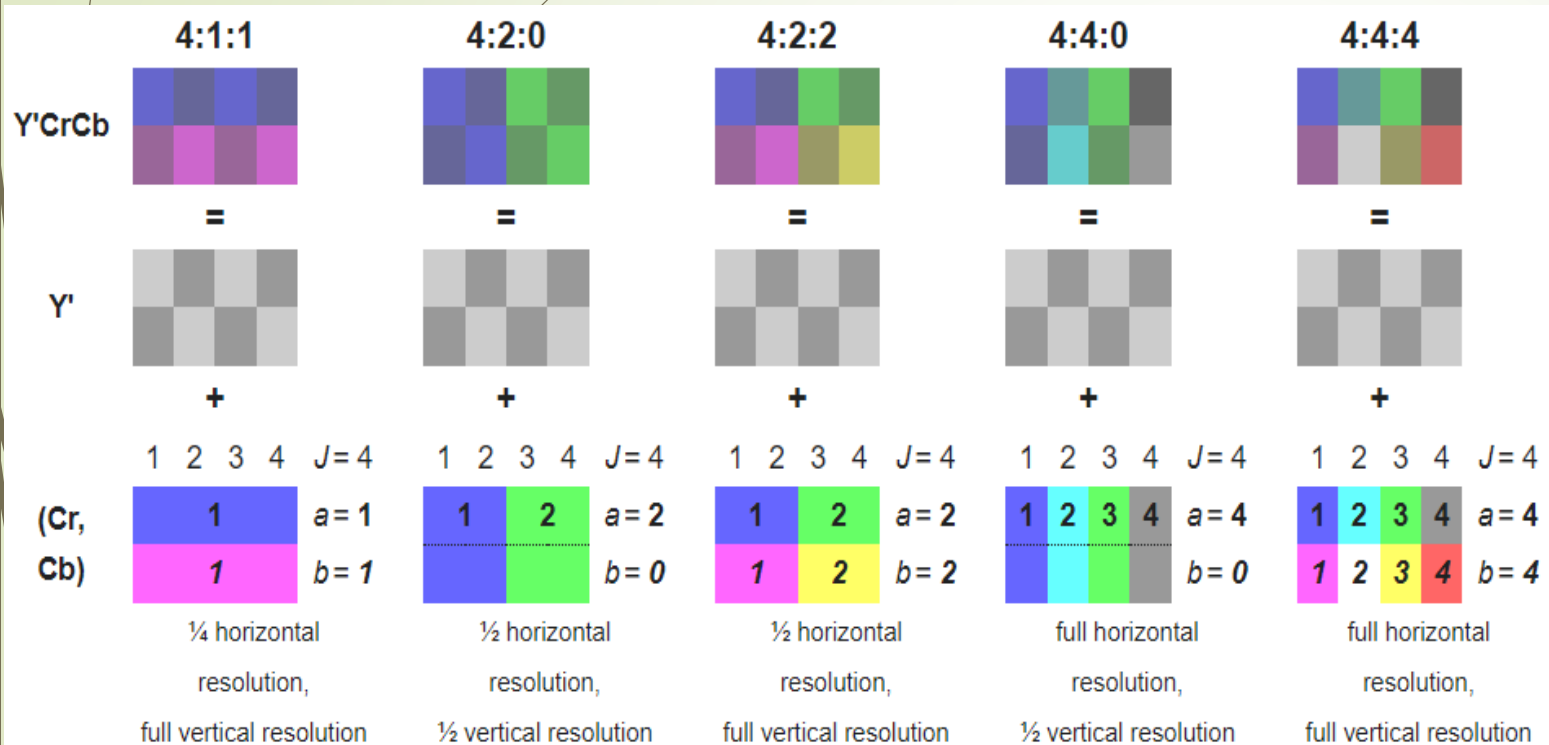 4:1:1 4:2:0 4:2:2 4:4:0 4:4:4
Y'CrCb
= = = = =
Y'
+ + + + +
1 2 3 4 J = 4 1 2 3 4 J = 4 1 2 3 4 J = 4 1 2 3 4 J = 4 1 2 3 4 J = 4
(Cr, 1 a = 1 1 2 a = 2 1 2 a = 2 1 2 3 4 a = 4 1 2 3 4 a = 4
Cb) 1 b = 1 b = 0 1 2 b = 2 b = 0 1 2 3 4 b = 4
¼ horizontal ½ horizontal ½ horizontal full horizontal full horizontal
resolution, resolution, resolution, resolution, resolution,
full vertical resolution ½ vertical resolution full vertical resolution ½ vertical resolution full vertical resolution